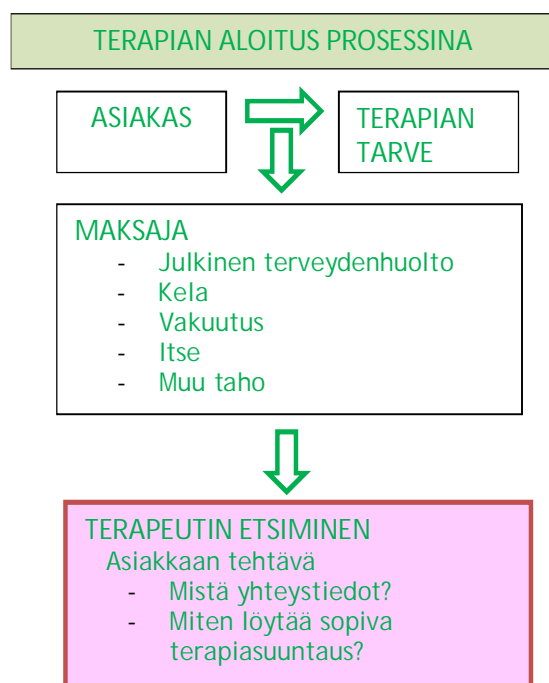 TERAPIAN ALOITUS PROSESSINA
ASIAKAS
TERAPIAN
TARVE
MAKSAJA
- Julkinen terveydenhuolto
- Kela
- Vakuutus
- Itse
- Muu taho
TERAPEUTIN ETSIMINEN
Asiakkaan tehtävä
- Mistä yhteystiedot?
- Miten löytää sopiva
terapiasuuntaus?